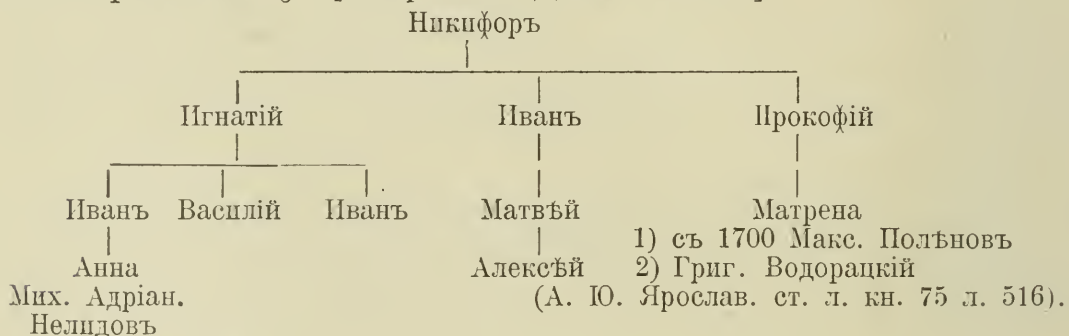 Никифоръ
Игнатій Иванъ Прокофій
Иванъ Василій Иванъ Матвѣй Матрена
1) съ 1700 Макс. Полѣновъ
Анна Алексѣй 2) Григ. Водорацкій
Мих. Адріан. (А. Ю. Ярослав. ст. л. кн. 75 л. 516).
Нелидовъ